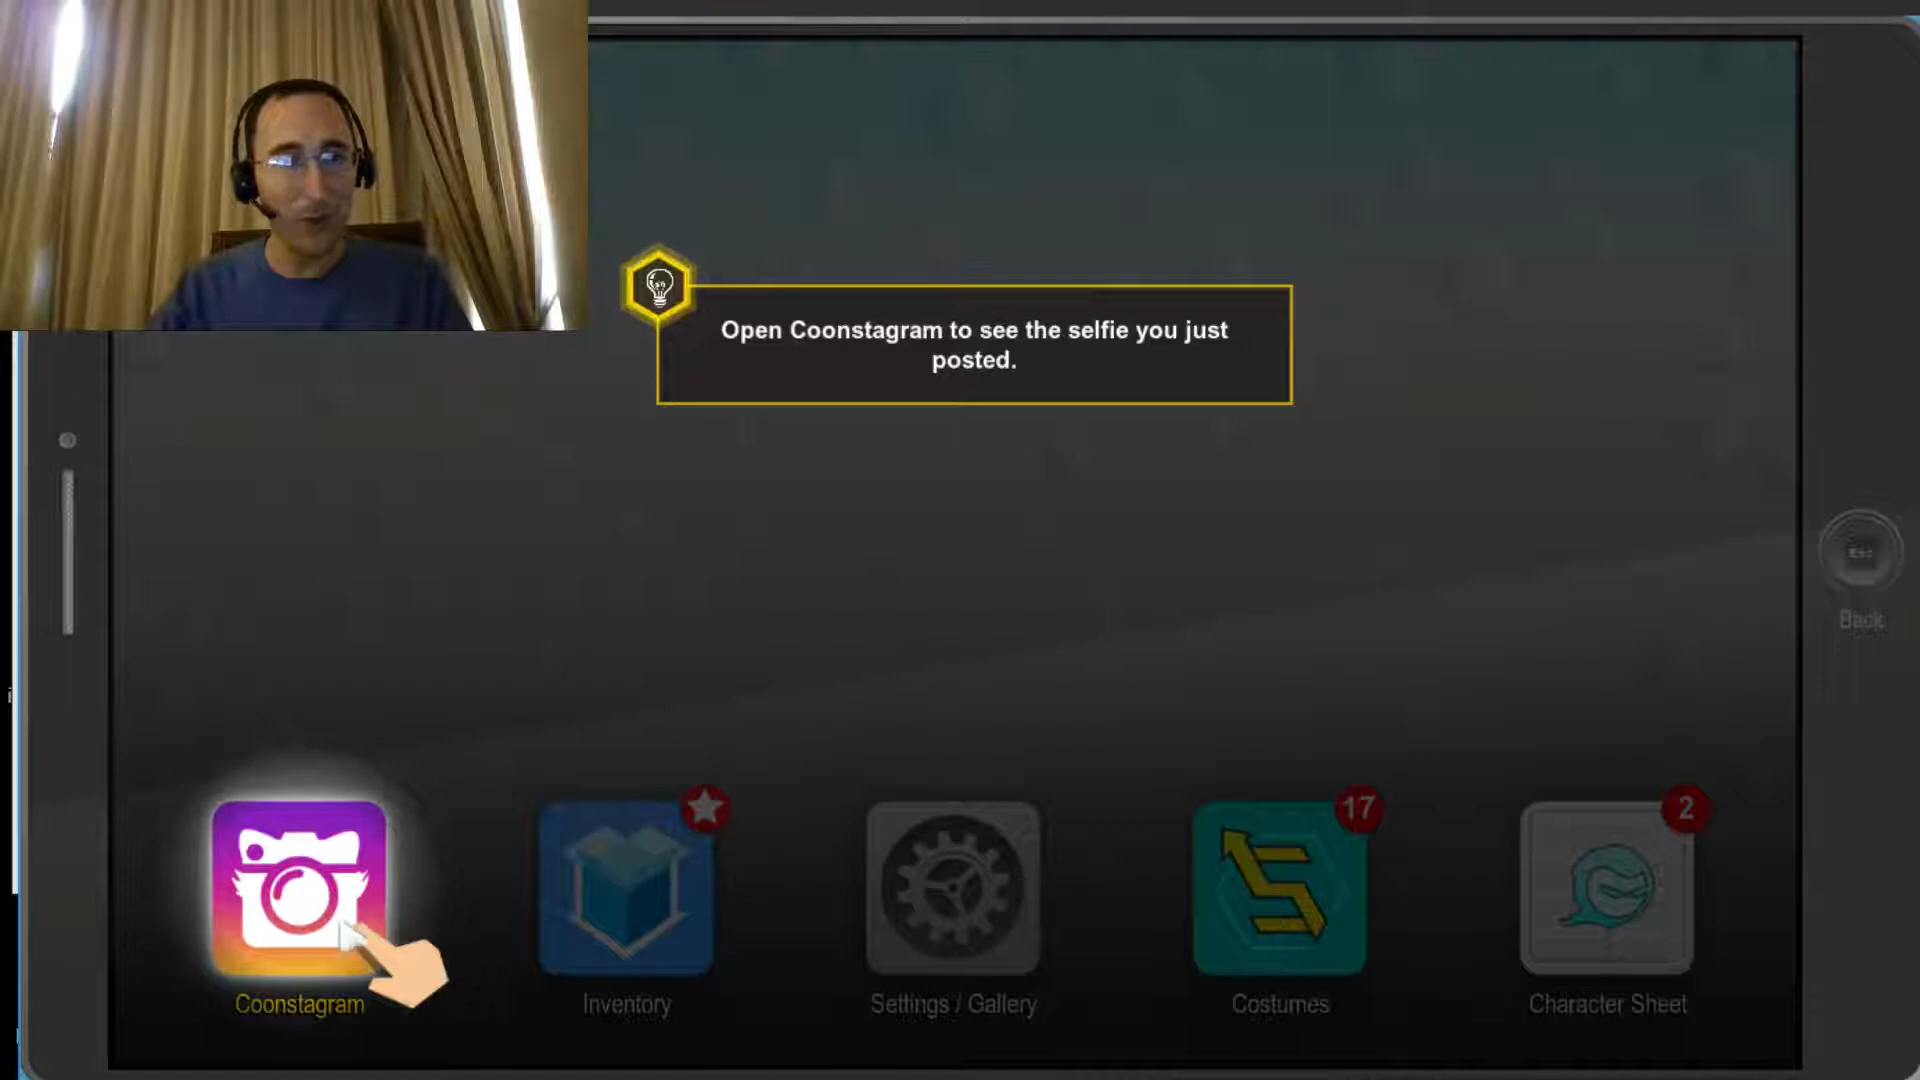 Open Coonstagram to see the selfie you just
posted.
Esc
Back
17
2
Coonstagram
Inventory
Settings / Gallery
Costumes
Character Sheet